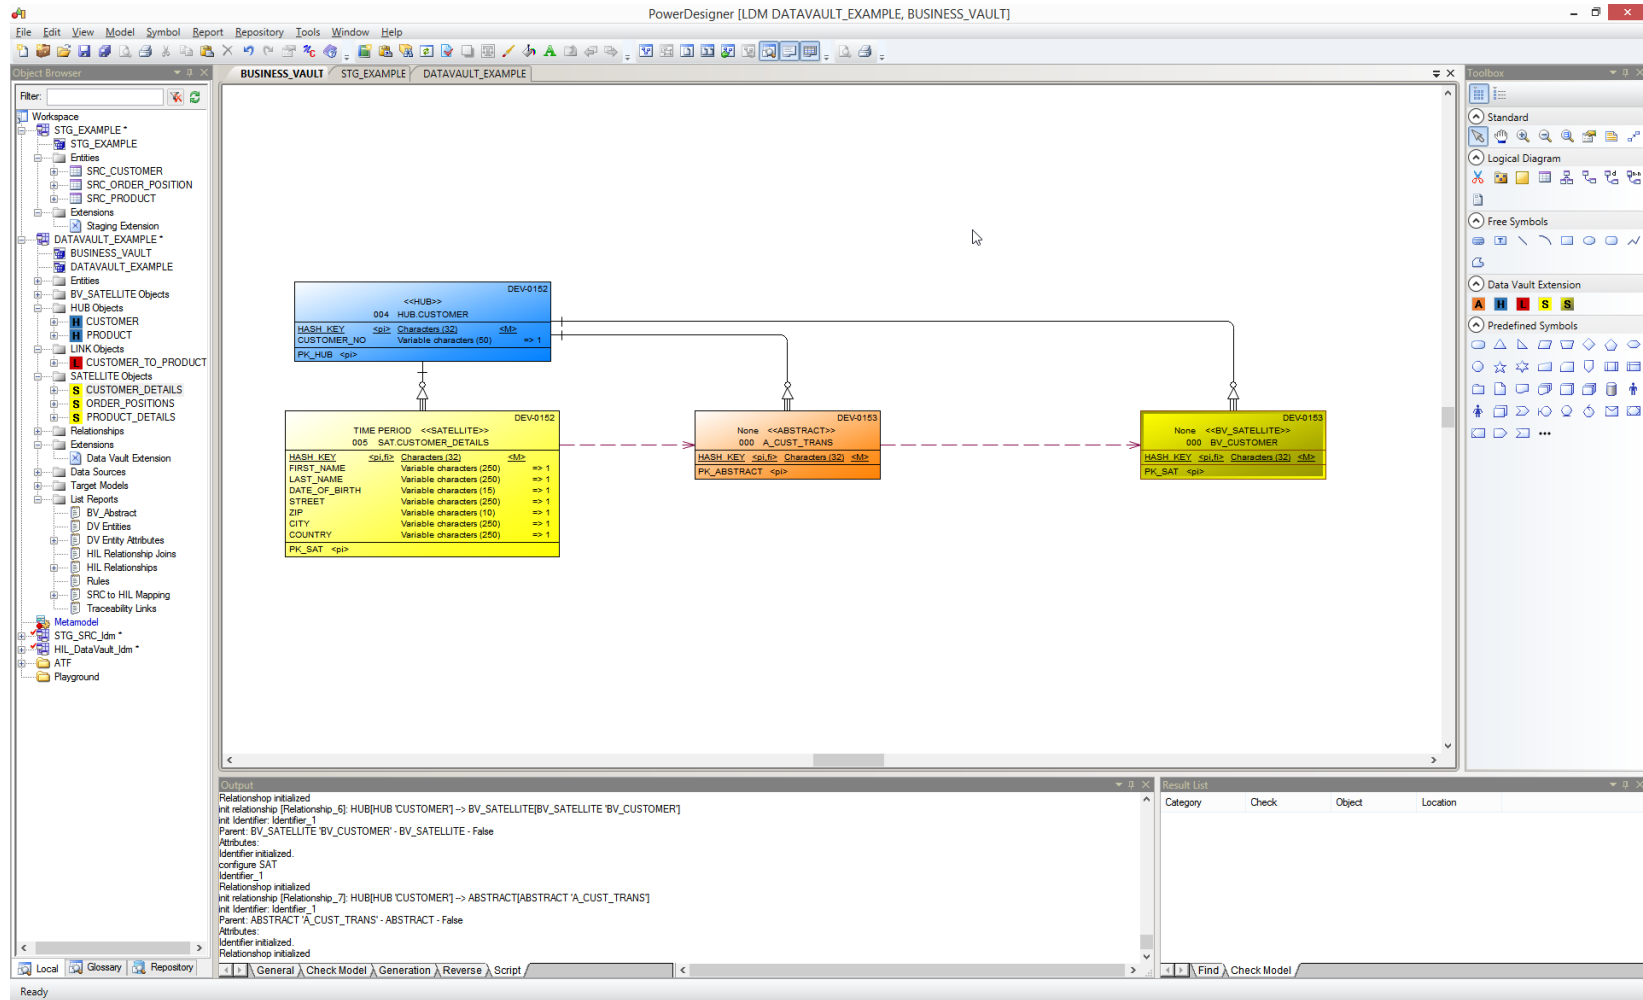 PowerDesigner [LDM DATAVAULT_EXAMPLE, BUSINESS_VAULT]
File Edit View Model Symbol Report Repository Tools Window Help
Object Browser
Filter:
Workspace
STG_EXAMPLE *
STG_EXAMPLE
Entities
SRC_CUSTOMER
SRC_ORDER_POSITION
SRC_PRODUCT
Extensions
Staging Extension
DATAVAULT_EXAMPLE *
BUSINESS_VAULT
DATAVAULT_EXAMPLE
Entities
BV_SATELLITE Objects
HUB Objects
H CUSTOMER
H PRODUCT
LINK Objects
L CUSTOMER_TO_PRODUCT
SATELLITE Objects
S CUSTOMER_DETAILS
S ORDER_POSITIONS
S PRODUCT_DETAILS
Relationships
Extensions
Data Vault Extension
Data Sources
Target Models
List Reports
BV_Abstract
DV Entities
DV Entity Attributes
HIL Relationship Joins
HIL Relationships
Rules
SRC to HIL Mapping
Traceability Links
Metamodel
STG_SRC_ldm *
HIL_DataVault_ldm *
ATF
Playground
Local Glossary Repository
Ready
BUSINESS_VAULT STG_EXAMPLE DATAVAULT_EXAMPLE
DEV-0152
<<HUB>>
004 HUB.CUSTOMER
HASH_KEY <pi> Characters (32) <M>
CUSTOMER_NO Variable characters (50) => 1
PK_HUB <pi>
DEV-0152
TIME PERIOD <<SATELLITE>>
005 SAT.CUSTOMER_DETAILS
HASH_KEY <pi,fi> Characters (32) <M>
FIRST_NAME Variable characters (250) => 1
LAST_NAME Variable characters (250) => 1
DATE_OF_BIRTH Variable characters (15) => 1
STREET Variable characters (250) => 1
ZIP Variable characters (10) => 1
CITY Variable characters (250) => 1
COUNTRY Variable characters (250) => 1
PK_SAT <pi>
DEV-0153
None <<ABSTRACT>>
000 A_CUST_TRANS
HASH_KEY <pi,fi> Characters (32) <M>
PK_ABSTRACT <pi>
DEV-0153
None <<BV_SATELLITE>>
000 BV_CUSTOMER
HASH_KEY <pi,fi> Characters (32) <M>
PK_SAT <pi>
Output
Relationshop initialized
init relationship [Relationship_6]: HUB[HUB 'CUSTOMER'] --> BV_SATELLITE[BV_SATELLITE 'BV_CUSTOMER']
init Identifier: Identifier_1
Parent: BV_SATELLITE 'BV_CUSTOMER' - BV_SATELLITE - False
Attributes:
Identifier initialized.
configure SAT
Identifier_1
Relationshop initialized
init relationship [Relationship_7]: HUB[HUB 'CUSTOMER'] --> ABSTRACT[ABSTRACT 'A_CUST_TRANS']
init Identifier: Identifier_1
Parent: ABSTRACT 'A_CUST_TRANS' - ABSTRACT - False
Attributes:
Identifier initialized.
Relationshop initialized
General Check Model Generation Reverse Script
Result List
Category Check Object Location
Find Check Model
Toolbox
Standard
Logical Diagram
Free Symbols
Data Vault Extension
A H L S S
Predefined Symbols